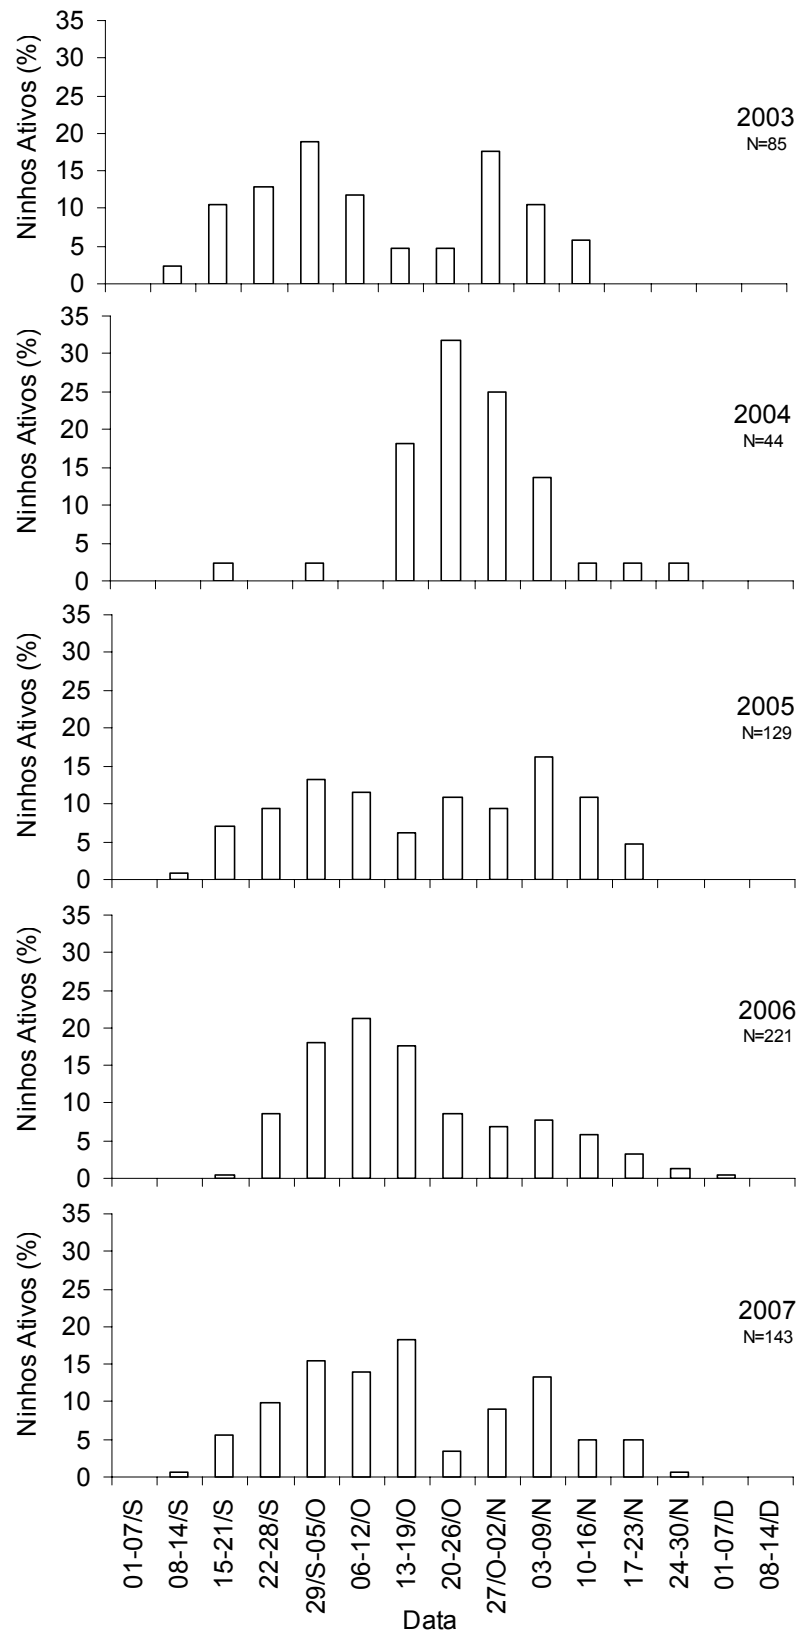 35
30
25
20
15
10
5
0
Ninhos Ativos (%)
2003
N=85
35
30
25
20
15
10
5
0
Ninhos Ativos (%)
2004
N=44
35
30
25
20
15
10
5
0
Ninhos Ativos (%)
2005
N=129
35
30
25
20
15
10
5
0
Ninhos Ativos (%)
2006
N=221
35
30
25
20
15
10
5
0
Ninhos Ativos (%)
2007
N=143
01-07/S
08-14/S
15-21/S
22-28/S
29/S-05/O
06-12/O
13-19/O
20-26/O
27/O-02/N
03-09/N
10-16/N
17-23/N
24-30/N
01-07/D
08-14/D
Data